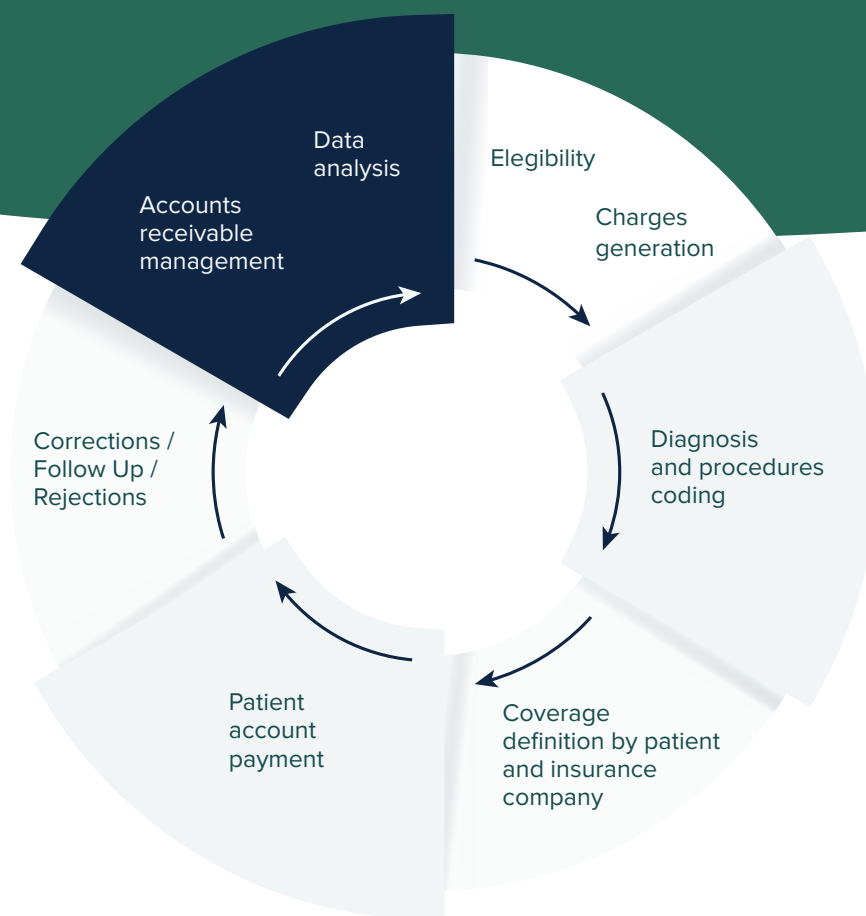 Data
analysis
Accounts
receivable
management
Elegibility
Charges
generation
Diagnosis
and procedures
coding
Coverage
definition by patient
and insurance
company
Patient
account
payment
Corrections /
Follow Up /
Rejections